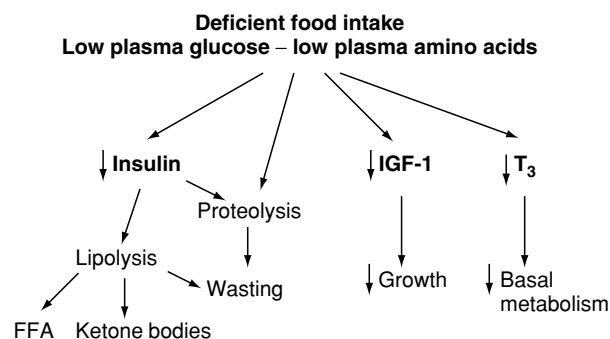 Deficient food intake
Low plasma glucose – low plasma amino acids
↓ Insulin
↓ IGF-1
↓ T₃
Proteolysis
Lipolysis
Wasting
↓ Growth
↓ Basal
metabolism
FFA
Ketone bodies